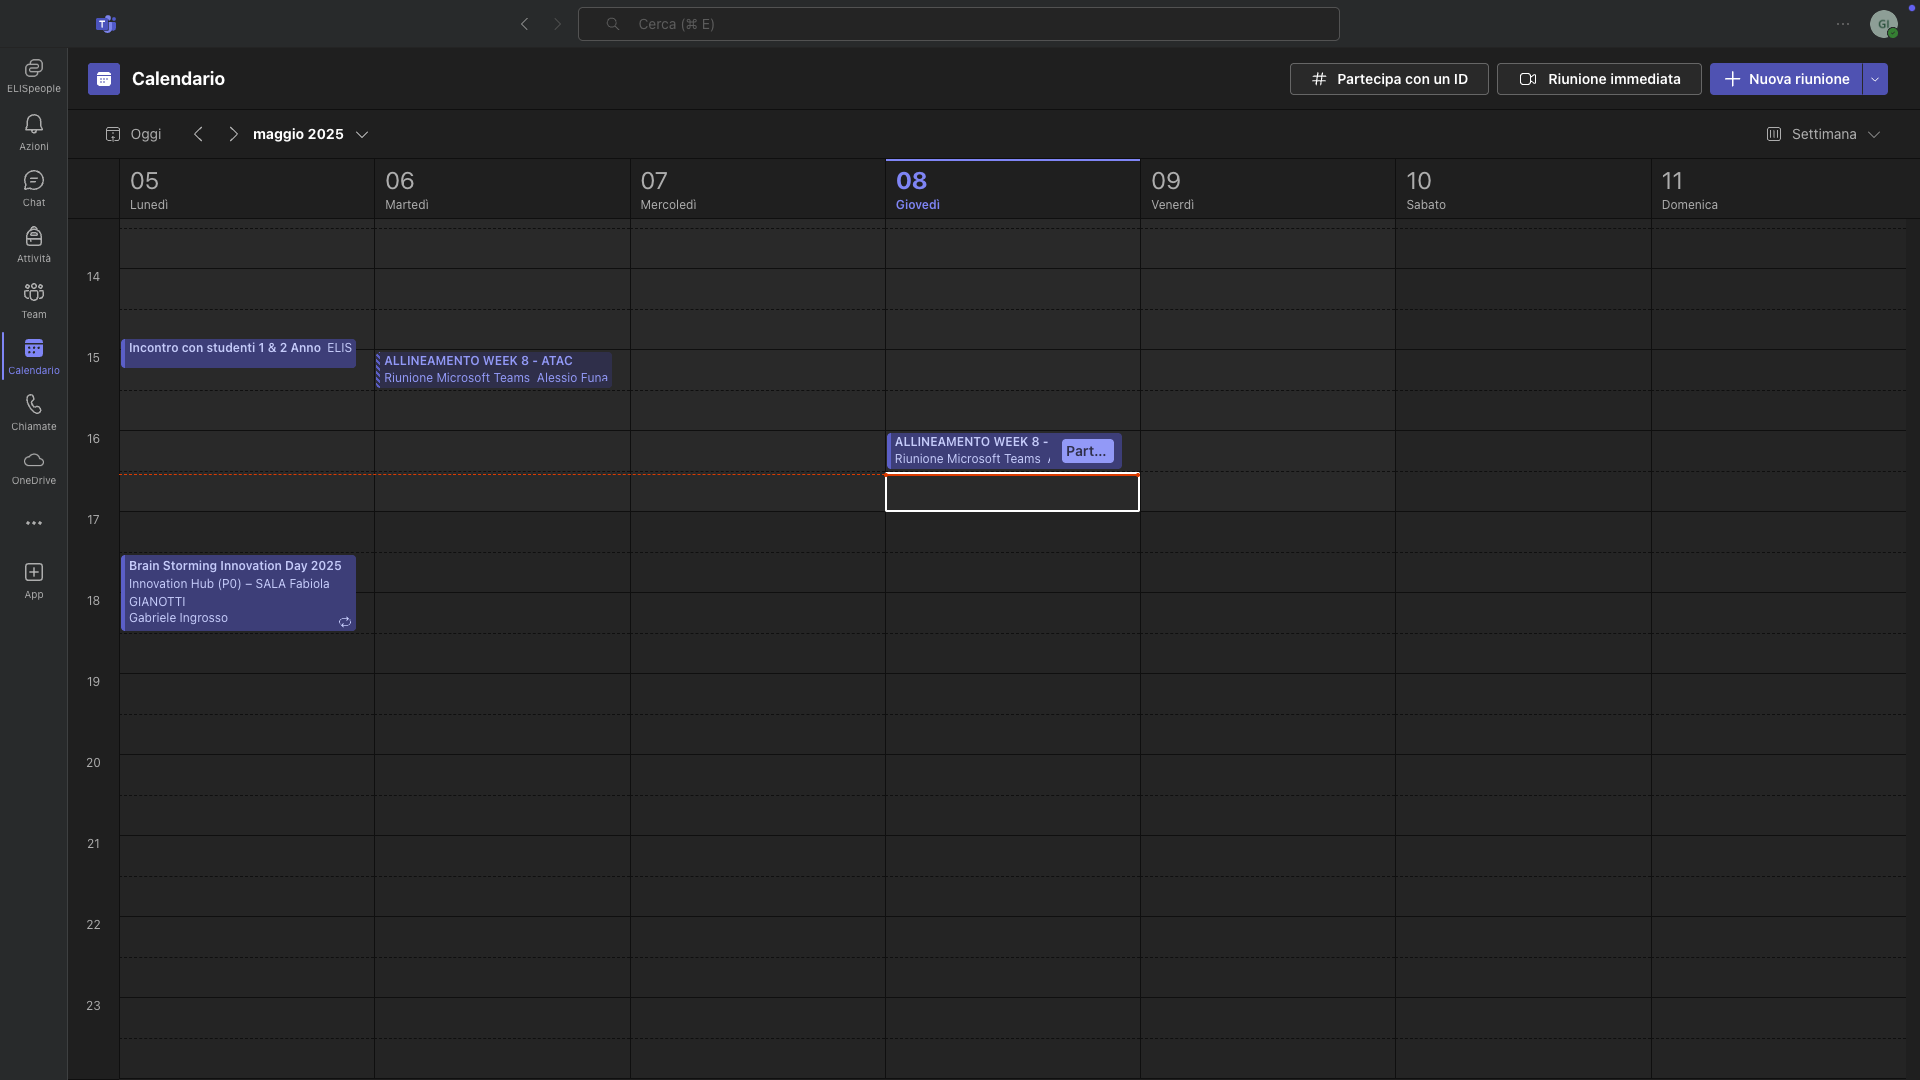 Cerca (⌘ E)
GI
ELISpeople
Azioni
Chat
Attività
Team
Calendario
Chiamate
OneDrive
App
Calendario
Partecipa con un ID
Riunione immediata
Nuova riunione
Oggi
maggio 2025
Settimana
05
Lunedì
06
Martedì
07
Mercoledì
08
Giovedì
09
Venerdì
10
Sabato
11
Domenica
14
15
16
17
18
19
20
21
22
23
Incontro con studenti 1 & 2 Anno ELIS
ALLINEAMENTO WEEK 8 - ATAC
Riunione Microsoft Teams Alessio Funa
ALLINEAMENTO WEEK 8 -
Riunione Microsoft Teams
Part...
Brain Storming Innovation Day 2025
Innovation Hub (P0) – SALA Fabiola
GIANOTTI
Gabriele Ingrosso